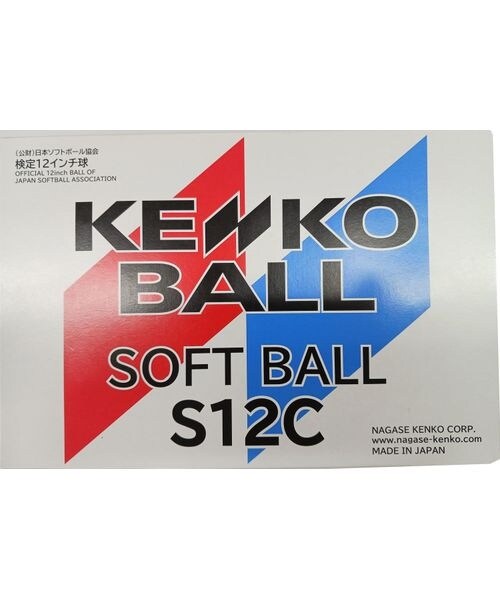 (公財)日本ソフトボール協会
検定12インチ球
OFFICIAL 12inch BALL OF
JAPAN SOFTBALL ASSOCIATION
KENKO
BALL
SOFT BALL
S12C
NAGASE KENKO CORP.
www.nagase-kenko.com
MADE IN JAPAN